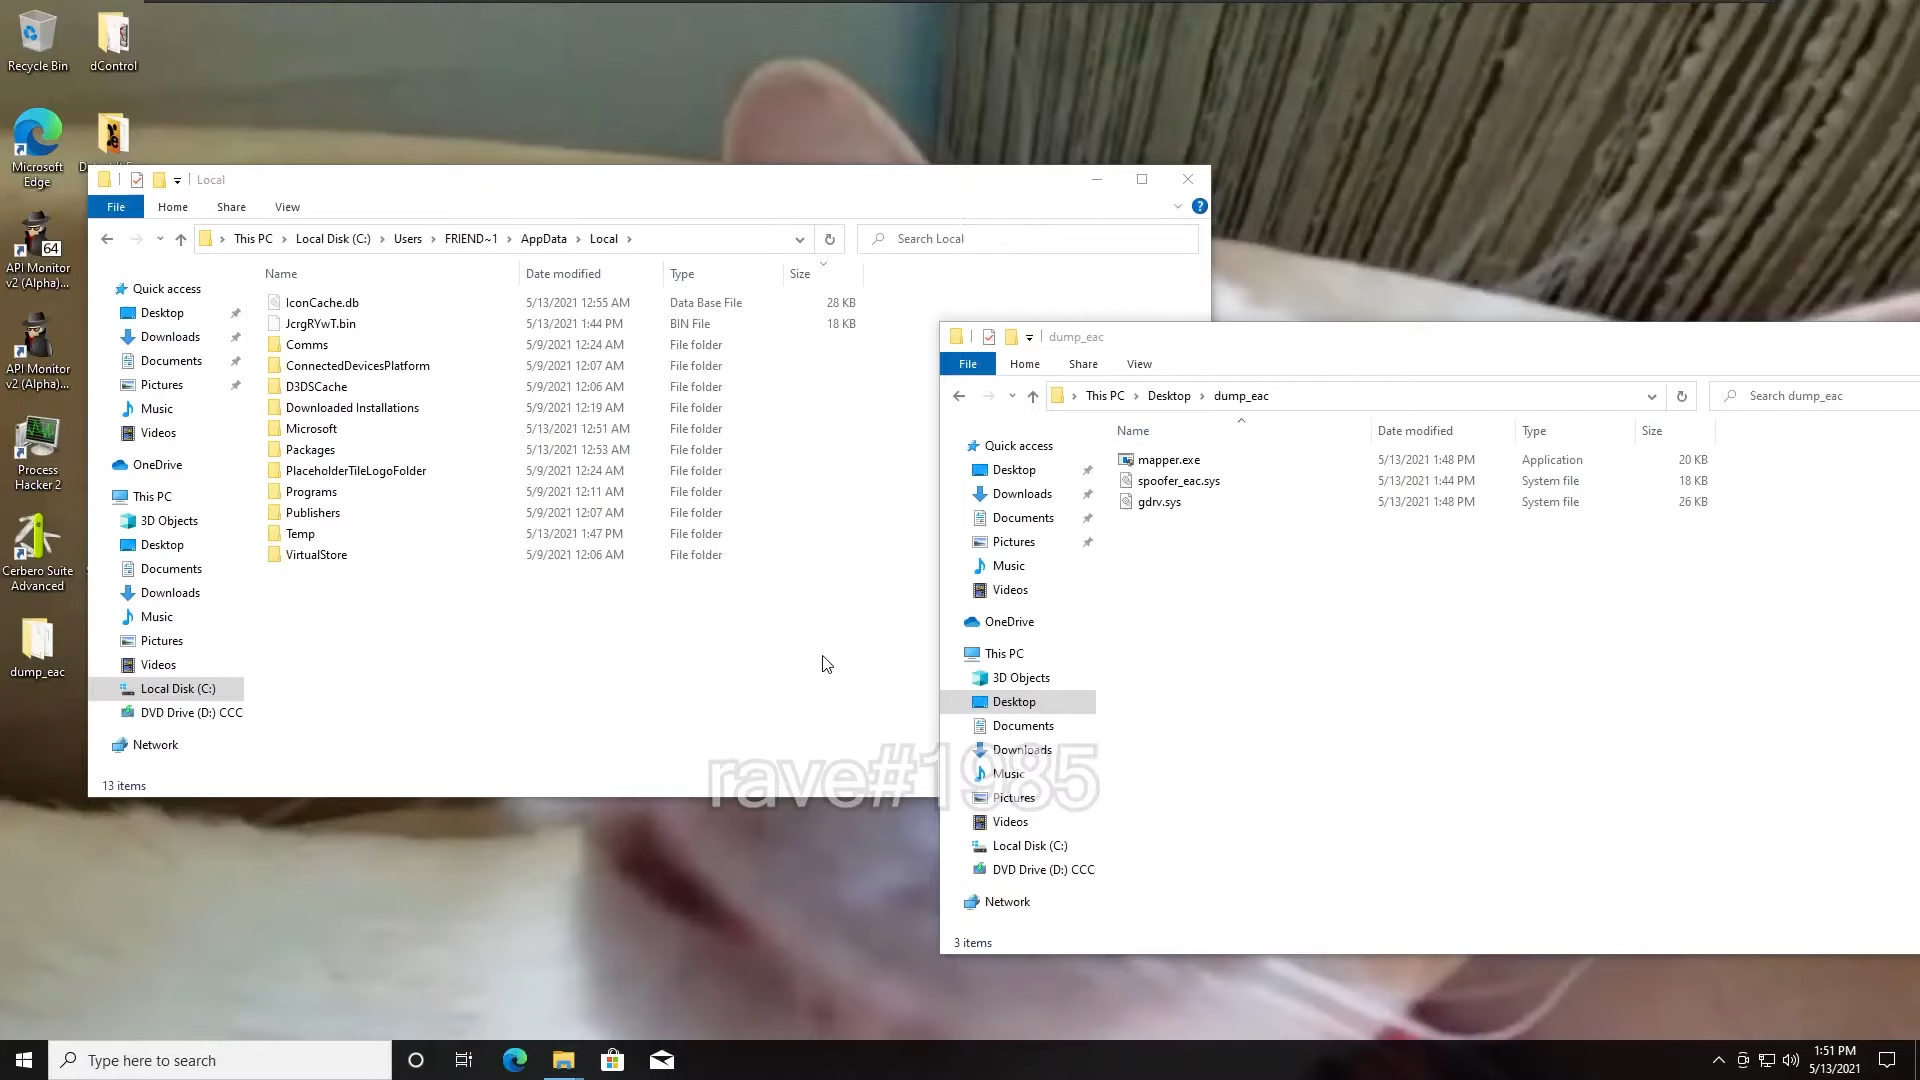 Recycle Bin
dControl
Microsoft
Edge
64
API Monitor
v2 (Alpha)...
API Monitor
v2 (Alpha)...
Process
Hacker 2
Cerbero Suite
Advanced
dump_eac
Local
File Home Share View
This PC › Local Disk (C:) › Users › FRIEND~1 › AppData › Local ›
Search Local
Name Date modified Type Size
IconCache.db 5/13/2021 12:55 AM Data Base File 28 KB
JcrgRYwT.bin 5/13/2021 1:44 PM BIN File 18 KB
Comms 5/9/2021 12:24 AM File folder
ConnectedDevicesPlatform 5/9/2021 12:07 AM File folder
D3DSCache 5/9/2021 12:06 AM File folder
Downloaded Installations 5/9/2021 12:19 AM File folder
Microsoft 5/13/2021 12:51 AM File folder
Packages 5/13/2021 12:53 AM File folder
PlaceholderTileLogoFolder 5/9/2021 12:24 AM File folder
Programs 5/9/2021 12:11 AM File folder
Publishers 5/9/2021 12:07 AM File folder
Temp 5/13/2021 1:47 PM File folder
VirtualStore 5/9/2021 12:06 AM File folder
Quick access
Desktop
Downloads
Documents
Pictures
Music
Videos
OneDrive
This PC
3D Objects
Desktop
Documents
Downloads
Music
Pictures
Videos
Local Disk (C:)
DVD Drive (D:) CCC
Network
13 items
dump_eac
File Home Share View
This PC › Desktop › dump_eac
Search dump_eac
Name Date modified Type Size
mapper.exe 5/13/2021 1:48 PM Application 20 KB
spoofer_eac.sys 5/13/2021 1:44 PM System file 18 KB
gdrv.sys 5/13/2021 1:48 PM System file 26 KB
Quick access
Desktop
Downloads
Documents
Pictures
Music
Videos
OneDrive
This PC
3D Objects
Desktop
Documents
Downloads
Music
Pictures
Videos
Local Disk (C:)
DVD Drive (D:) CCC
Network
3 items
rave#1985
Type here to search
1:51 PM
5/13/2021